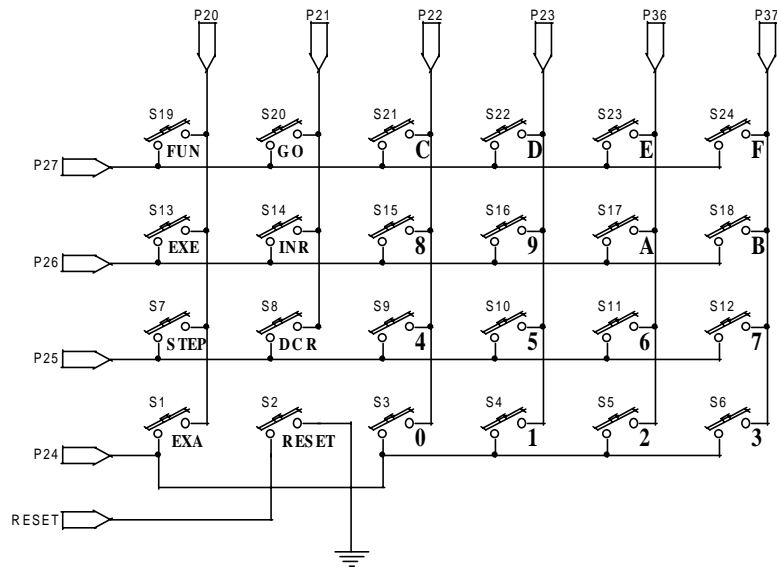 P20 P21 P22 P23 P36 P37
S19 S20 S21 S22 S23 S24
FUN GO C D E F
P27
S13 S14 S15 S16 S17 S18
EXE INR 8 9 A B
P26
S7 S8 S9 S10 S11 S12
STEP DCR 4 5 6 7
P25
S1 S2 S3 S4 S5 S6
EXA RESET 0 1 2 3
P24
RESET